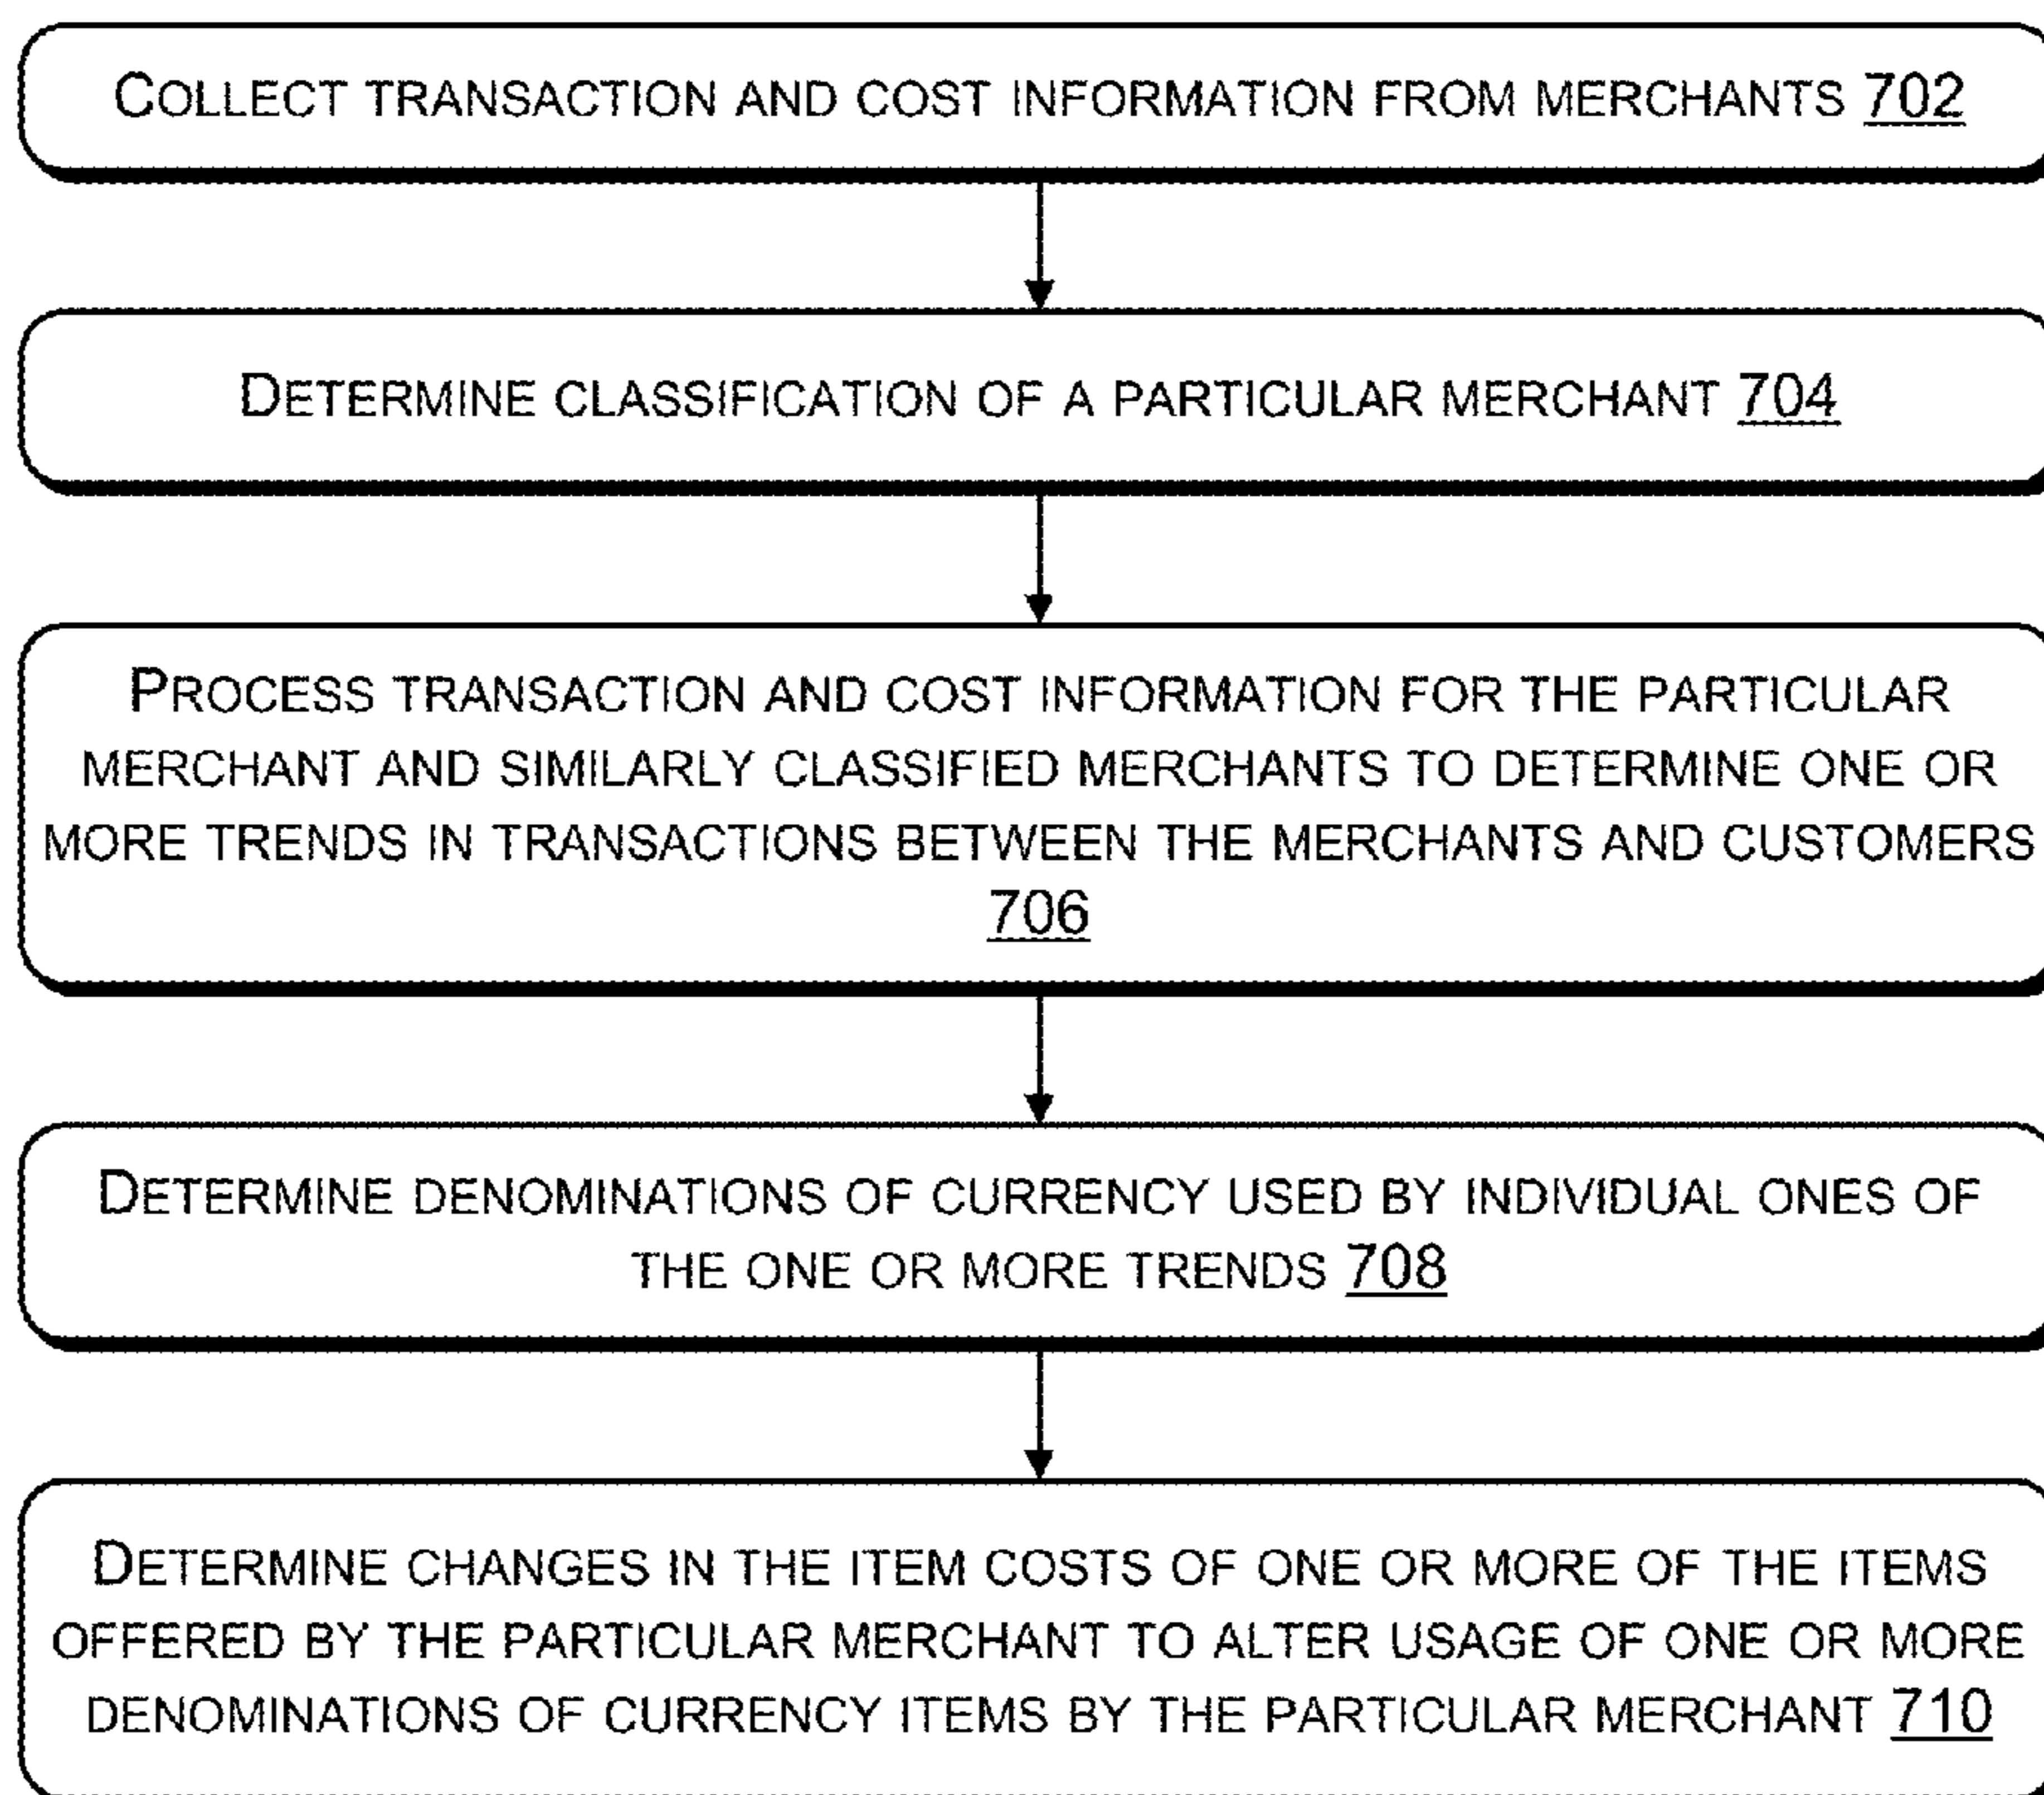 COLLECT TRANSACTION AND COST INFORMATION FROM MERCHANTS 702
DETERMINE CLASSIFICATION OF A PARTICULAR MERCHANT 704
PROCESS TRANSACTION AND COST INFORMATION FOR THE PARTICULAR
MERCHANT AND SIMILARLY CLASSIFIED MERCHANTS TO DETERMINE ONE OR
MORE TRENDS IN TRANSACTIONS BETWEEN THE MERCHANTS AND CUSTOMERS
706
DETERMINE DENOMINATIONS OF CURRENCY USED BY INDIVIDUAL ONES OF
THE ONE OR MORE TRENDS 708
DETERMINE CHANGES IN THE ITEM COSTS OF ONE OR MORE OF THE ITEMS
OFFERED BY THE PARTICULAR MERCHANT TO ALTER USAGE OF ONE OR MORE
DENOMINATIONS OF CURRENCY ITEMS BY THE PARTICULAR MERCHANT 710